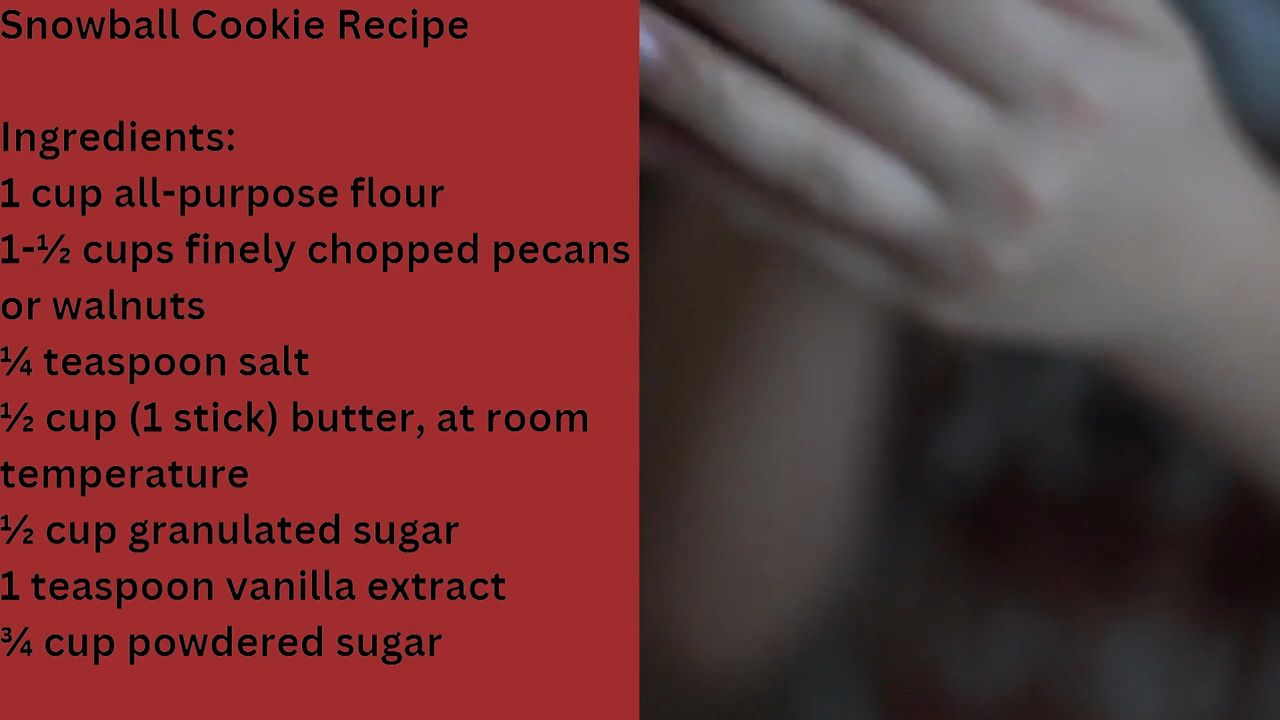 Snowball Cookie Recipe
Ingredients:
1 cup all-purpose flour
1-½ cups finely chopped pecans
or walnuts
¼ teaspoon salt
½ cup (1 stick) butter, at room
temperature
½ cup granulated sugar
1 teaspoon vanilla extract
¾ cup powdered sugar